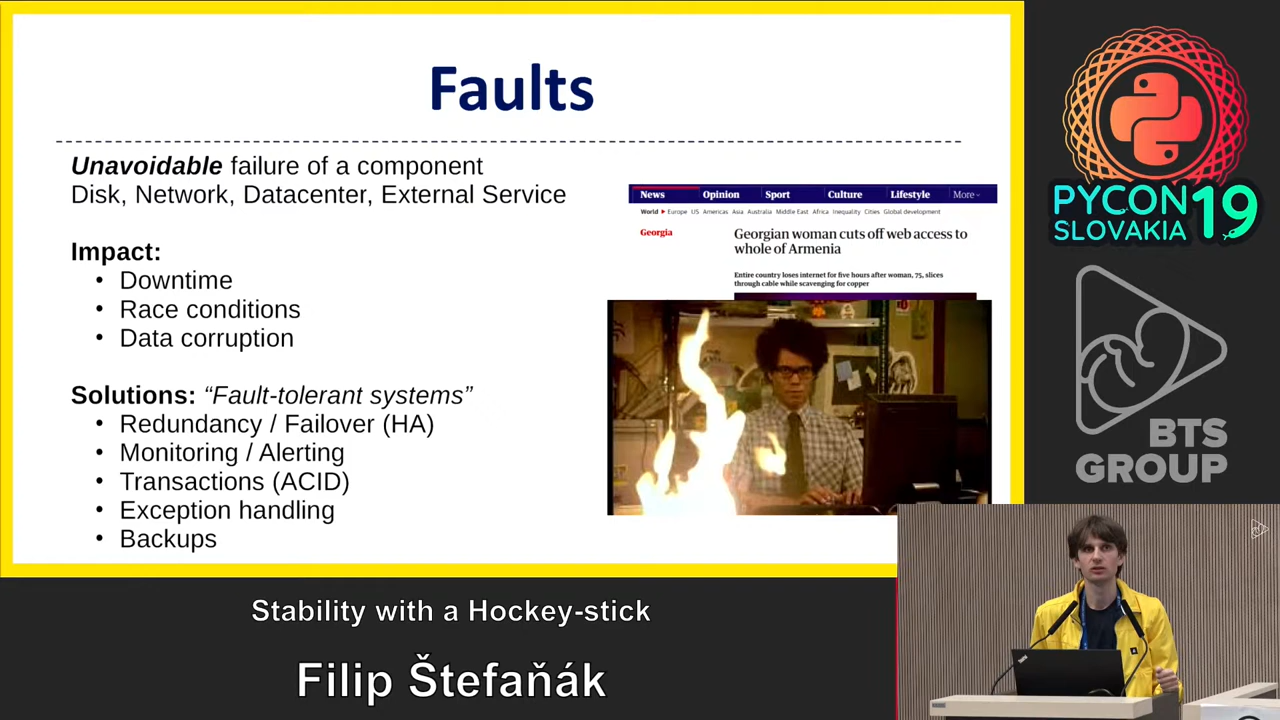 Faults
Unavoidable failure of a component
Disk, Network, Datacenter, External Service
Impact:
• Downtime
• Race conditions
• Data corruption
Solutions: “Fault-tolerant systems”
• Redundancy / Failover (HA)
• Monitoring / Alerting
• Transactions (ACID)
• Exception handling
• Backups
News Opinion Sport Culture Lifestyle More
World Europe US Americas Asia Australia Middle East Africa Inequality Cities Global development
Georgia
Georgian woman cuts off web access to
whole of Armenia
Entire country loses internet for five hours after woman, 75, slices
through cable while scavenging for copper
PYCON 19
SLOVAKIA
BTS
GROUP
Stability with a Hockey-stick
Filip Štefaňák